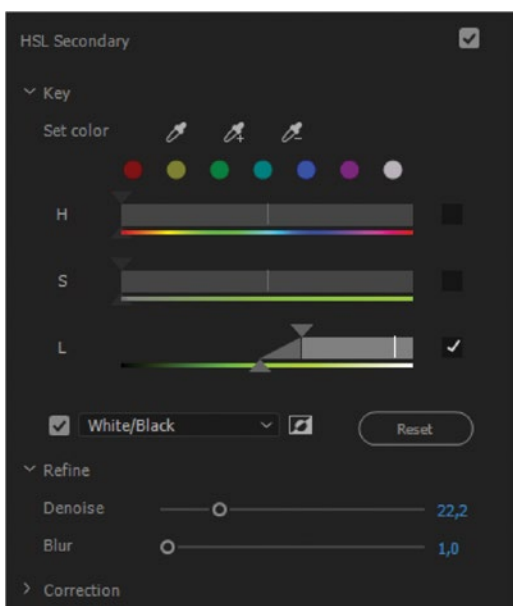 HSL Secondary
Key
Set color
H
S
L
White/Black
Reset
Refine
Denoise 22,2
Blur 1,0
Correction